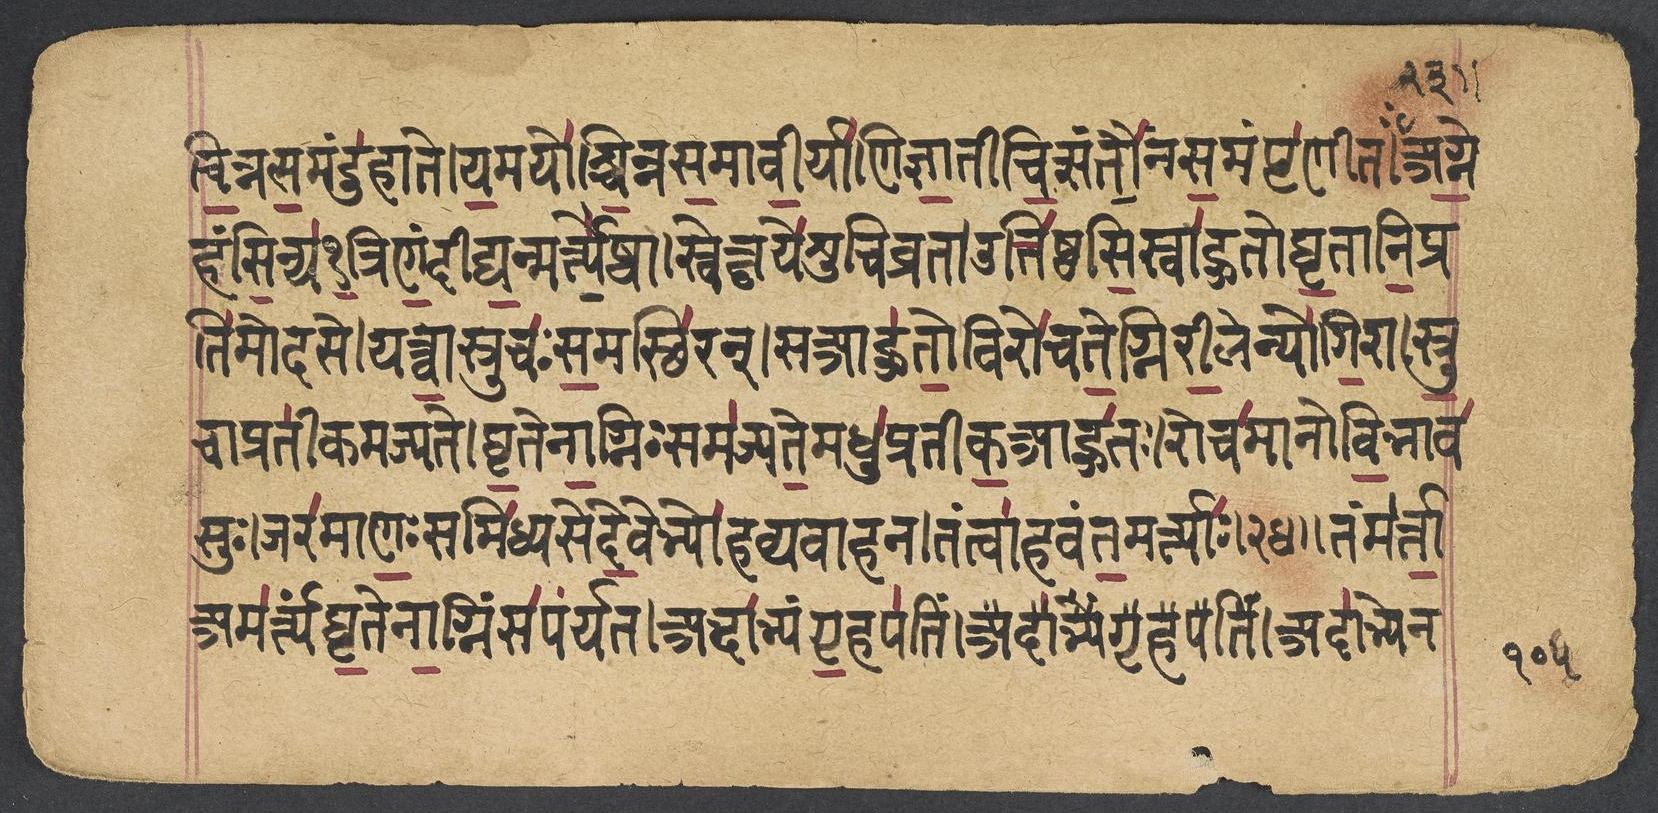 २३॥
चिन्नसमंदुहाते।यमयोश्चिन्नसमावीर्याणिज्ञातीचित्संतौनसमंपृणीतः।अग्ने
हंसिन्य१त्रिणंदीद्यन्मर्त्येष्वा।स्वेक्षयेशुचिव्रत।उत्तिष्ठसिस्वाहुतोघृतानिप्र
तिमोदसे।यत्त्वास्रुचःसमस्थिरन्।सआहुतोविरोचतेग्निरीलेन्योगिरा।स्रु
चाप्रतीकमज्यते।घृतेनाग्निःसमज्यतेमधुप्रतीकआहुतः।रोचमानोविभाव
सुः।जरमाणःसमिध्यसेदेवेभ्योहव्यवाहन।तंत्वाहवंतमर्त्याः।२४॥तंमर्ता
अमर्त्यंघृतेनाग्निंसपर्यत।अदाभ्यंगृहपतिं।अदाभ्यंगृहपतिं।अदाभ्येन
१०५